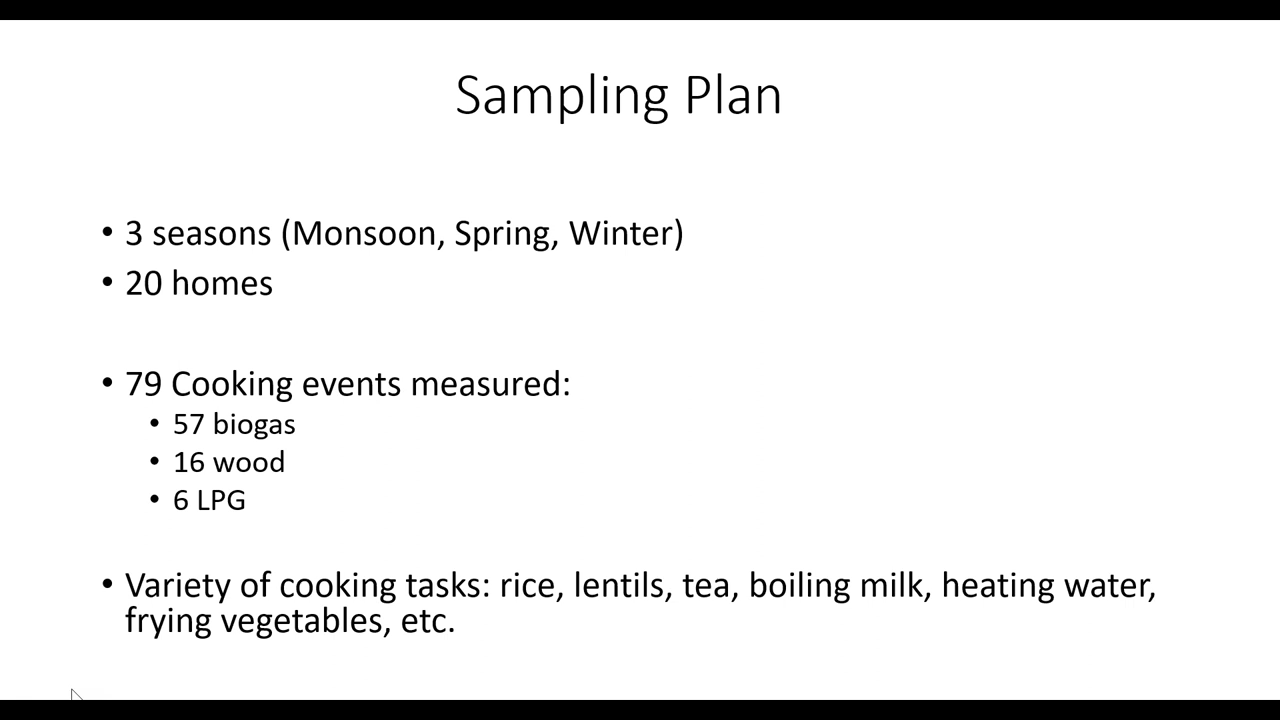 Sampling Plan
• 3 seasons (Monsoon, Spring, Winter)
• 20 homes
• 79 Cooking events measured:
• 57 biogas
• 16 wood
• 6 LPG
• Variety of cooking tasks: rice, lentils, tea, boiling milk, heating water,
frying vegetables, etc.